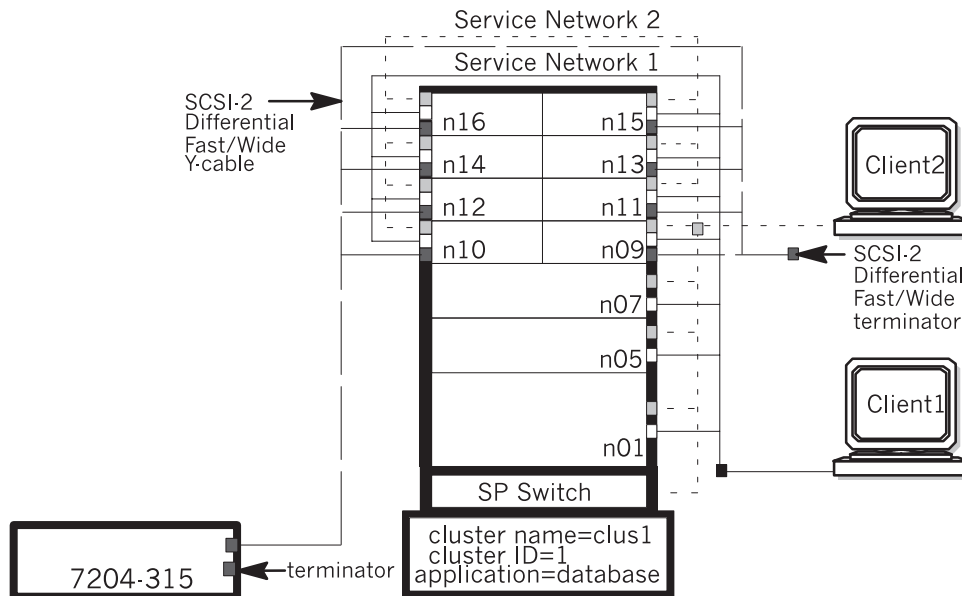 Service Network 2
Service Network 1
SCSI-2
Differential
Fast/Wide
Y-cable
n16
n15
n14
n13
n12
n11
n10
n09
n07
n05
n01
Client2
SCSI-2
Differential
Fast/Wide
terminator
Client1
SP Switch
cluster name=clus1
cluster ID=1
application=database
7204-315
terminator